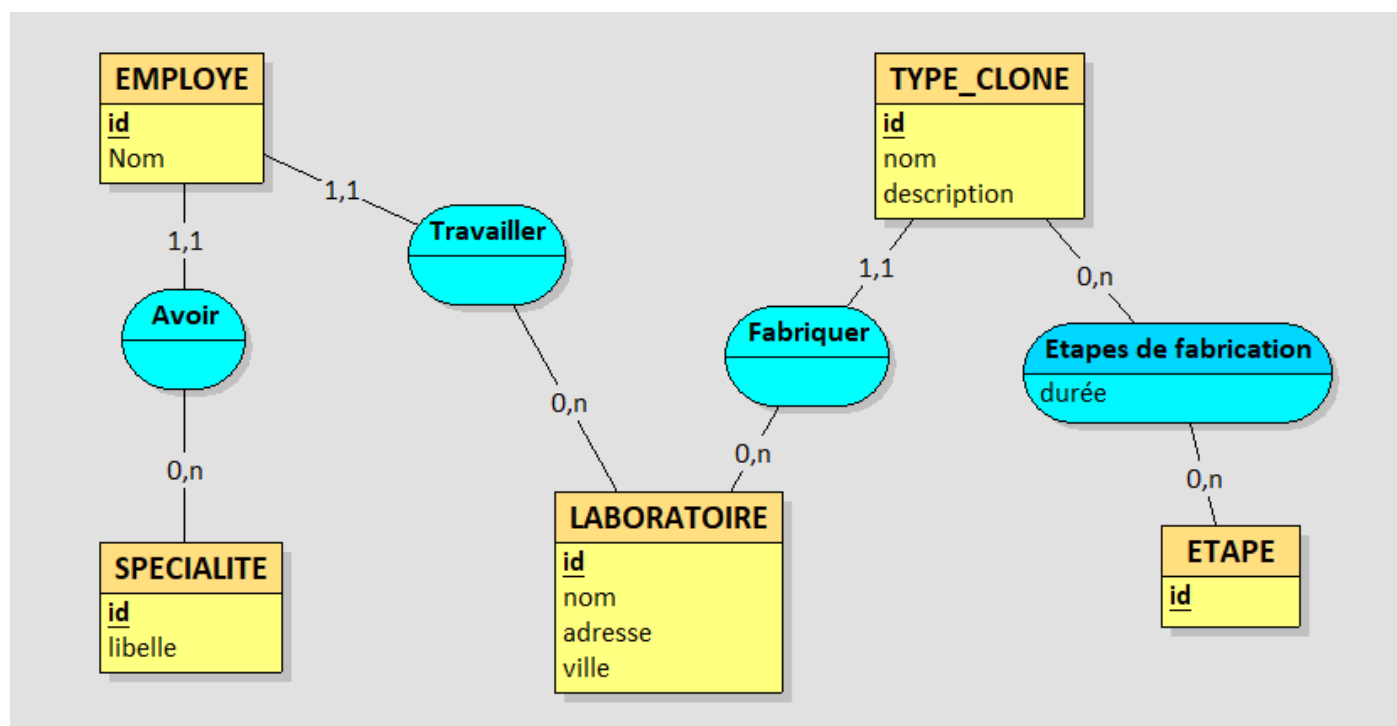 EMPLOYE
id
Nom
TYPE_CLONE
id
nom
description
1,1
Travailler
1,1
1,1
0,n
Avoir
Fabriquer
Etapes de fabrication
durée
0,n
0,n
0,n
0,n
LABORATOIRE
id
nom
adresse
ville
SPECIALITE
id
libelle
ETAPE
id